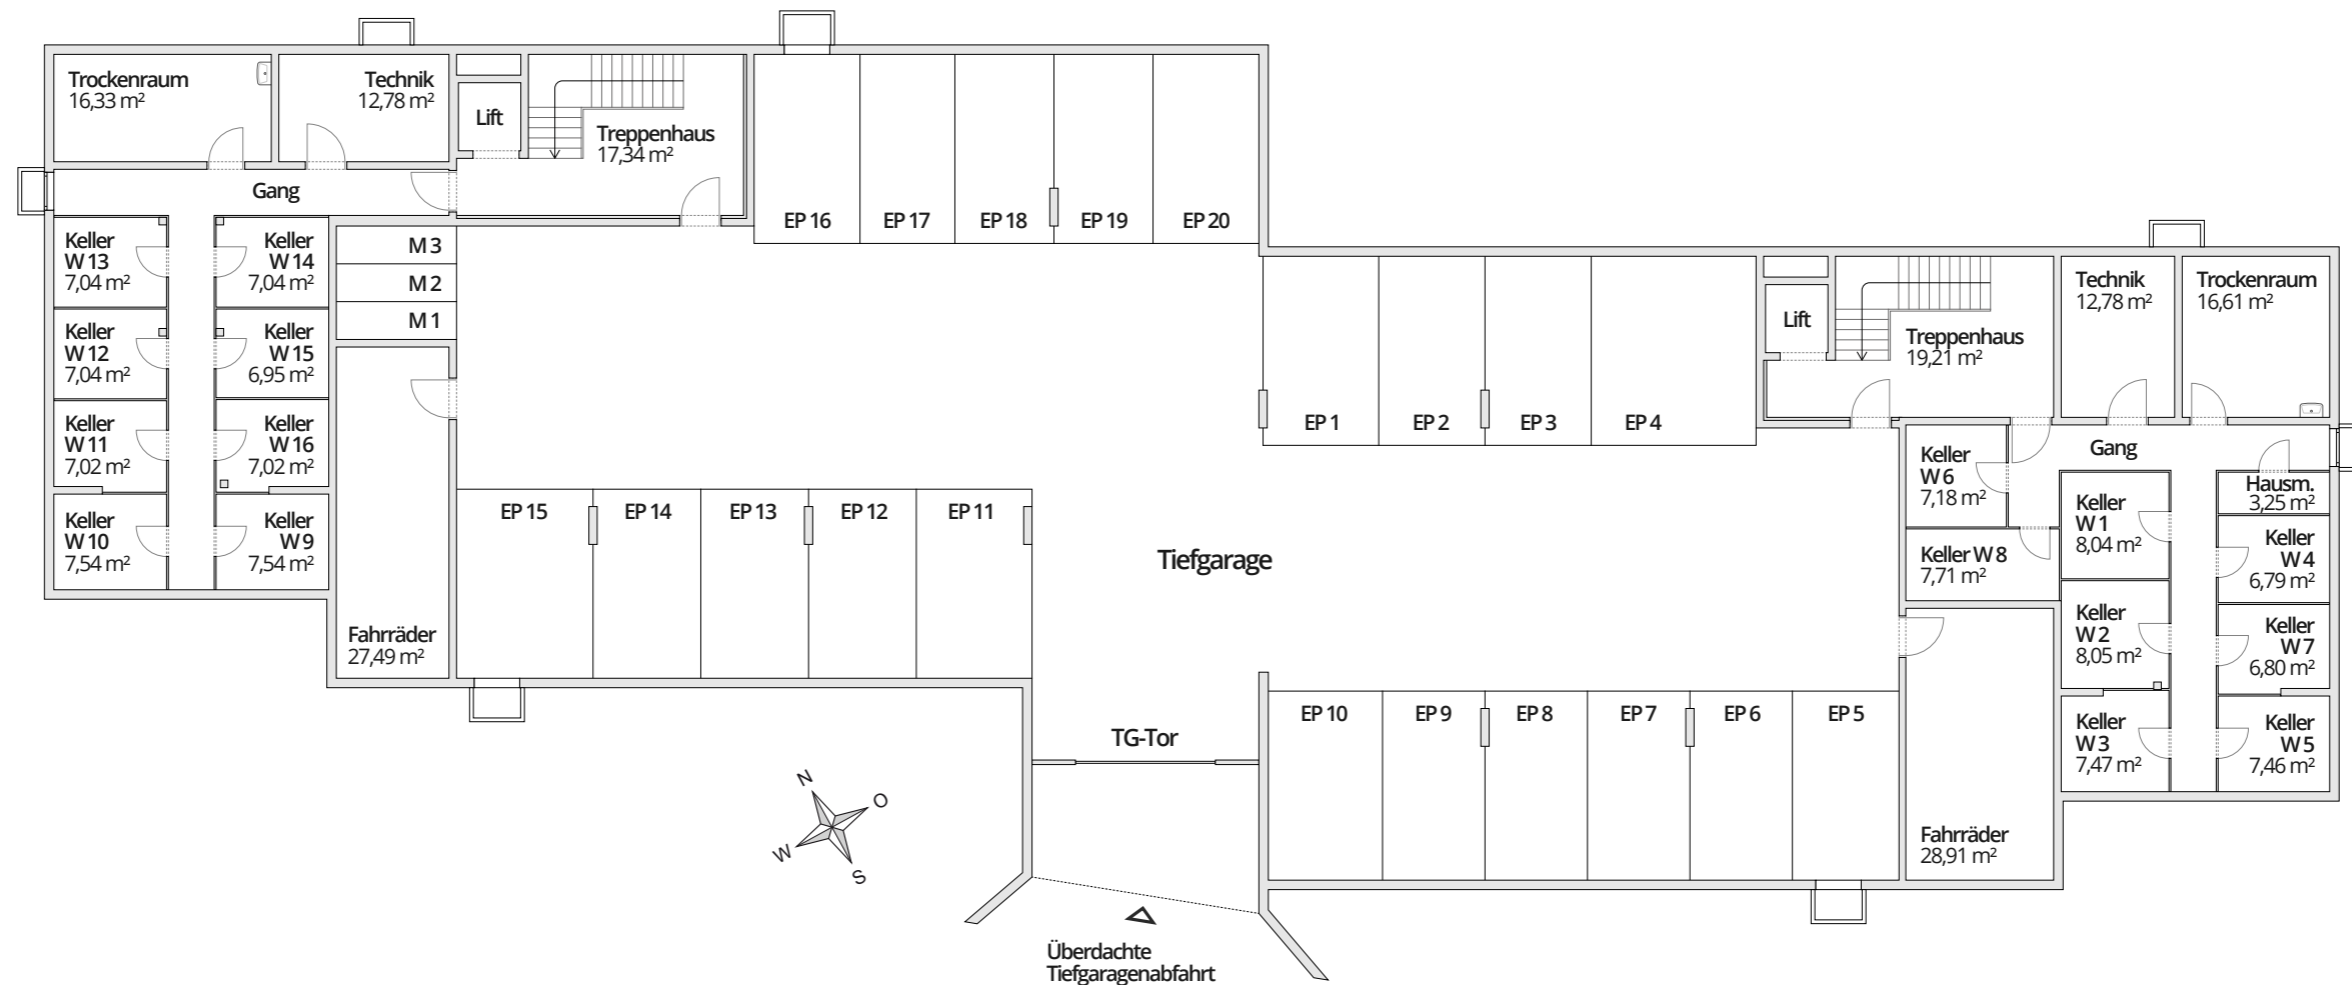 Trockenraum
16,33 m²
Technik
12,78 m²
Lift
Treppenhaus
17,34 m²
Gang
EP 16
EP 17
EP 18
EP 19
EP 20
Keller
W 13
7,04 m²
Keller
W 14
7,04 m²
M 3
M 2
M 1
Keller
W 12
7,04 m²
Keller
W 15
6,95 m²
Keller
W 11
7,02 m²
Keller
W 16
7,02 m²
Keller
W 10
7,54 m²
Keller
W 9
7,54 m²
Fahrräder
27,49 m²
EP 15
EP 14
EP 13
EP 12
EP 11
Tiefgarage
EP 1
EP 2
EP 3
EP 4
Lift
Treppenhaus
19,21 m²
Technik
12,78 m²
Trockenraum
16,61 m²
Gang
Keller
W 6
7,18 m²
Keller W 8
7,71 m²
Keller
W 1
8,04 m²
Hausm.
3,25 m²
Keller
W 4
6,79 m²
Keller
W 2
8,05 m²
Keller
W 7
6,80 m²
Keller
W 3
7,47 m²
Keller
W 5
7,46 m²
Fahrräder
28,91 m²
EP 10
EP 9
EP 8
EP 7
EP 6
EP 5
TG-Tor
N
O
W
S
Überdachte
Tiefgaragenabfahrt